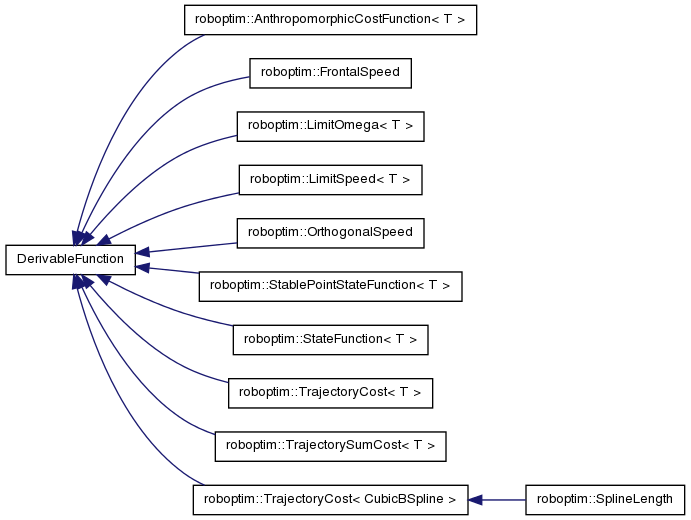 roboptim::AnthropomorphicCostFunction< T >
roboptim::FrontalSpeed
roboptim::LimitOmega< T >
roboptim::LimitSpeed< T >
roboptim::OrthogonalSpeed
DerivableFunction
roboptim::StablePointStateFunction< T >
roboptim::StateFunction< T >
roboptim::TrajectoryCost< T >
roboptim::TrajectorySumCost< T >
roboptim::TrajectoryCost< CubicBSpline >
roboptim::SplineLength